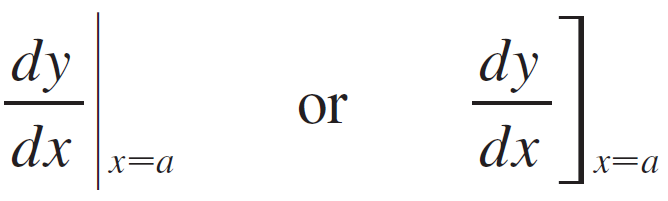 dy/dx |x=a or dy/dx ]x=a